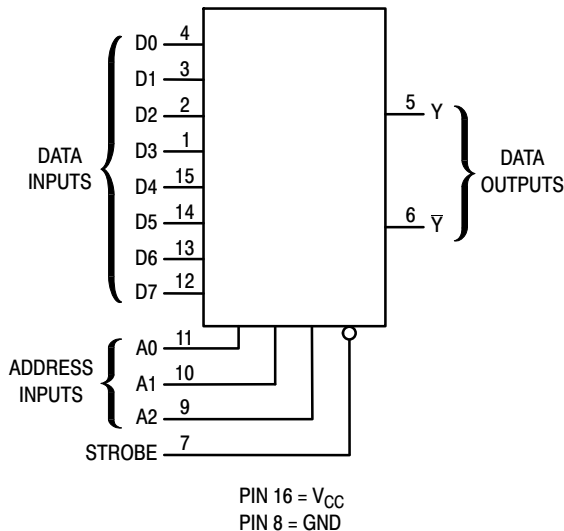 D0 4
D1 3
D2 2
D3 1
D4 15
D5 14
D6 13
D7 12
DATA
INPUTS
5 Y
6 Y̅
DATA
OUTPUTS
A0 11
A1 10
A2 9
ADDRESS
INPUTS
STROBE 7
PIN 16 = VCC
PIN 8 = GND